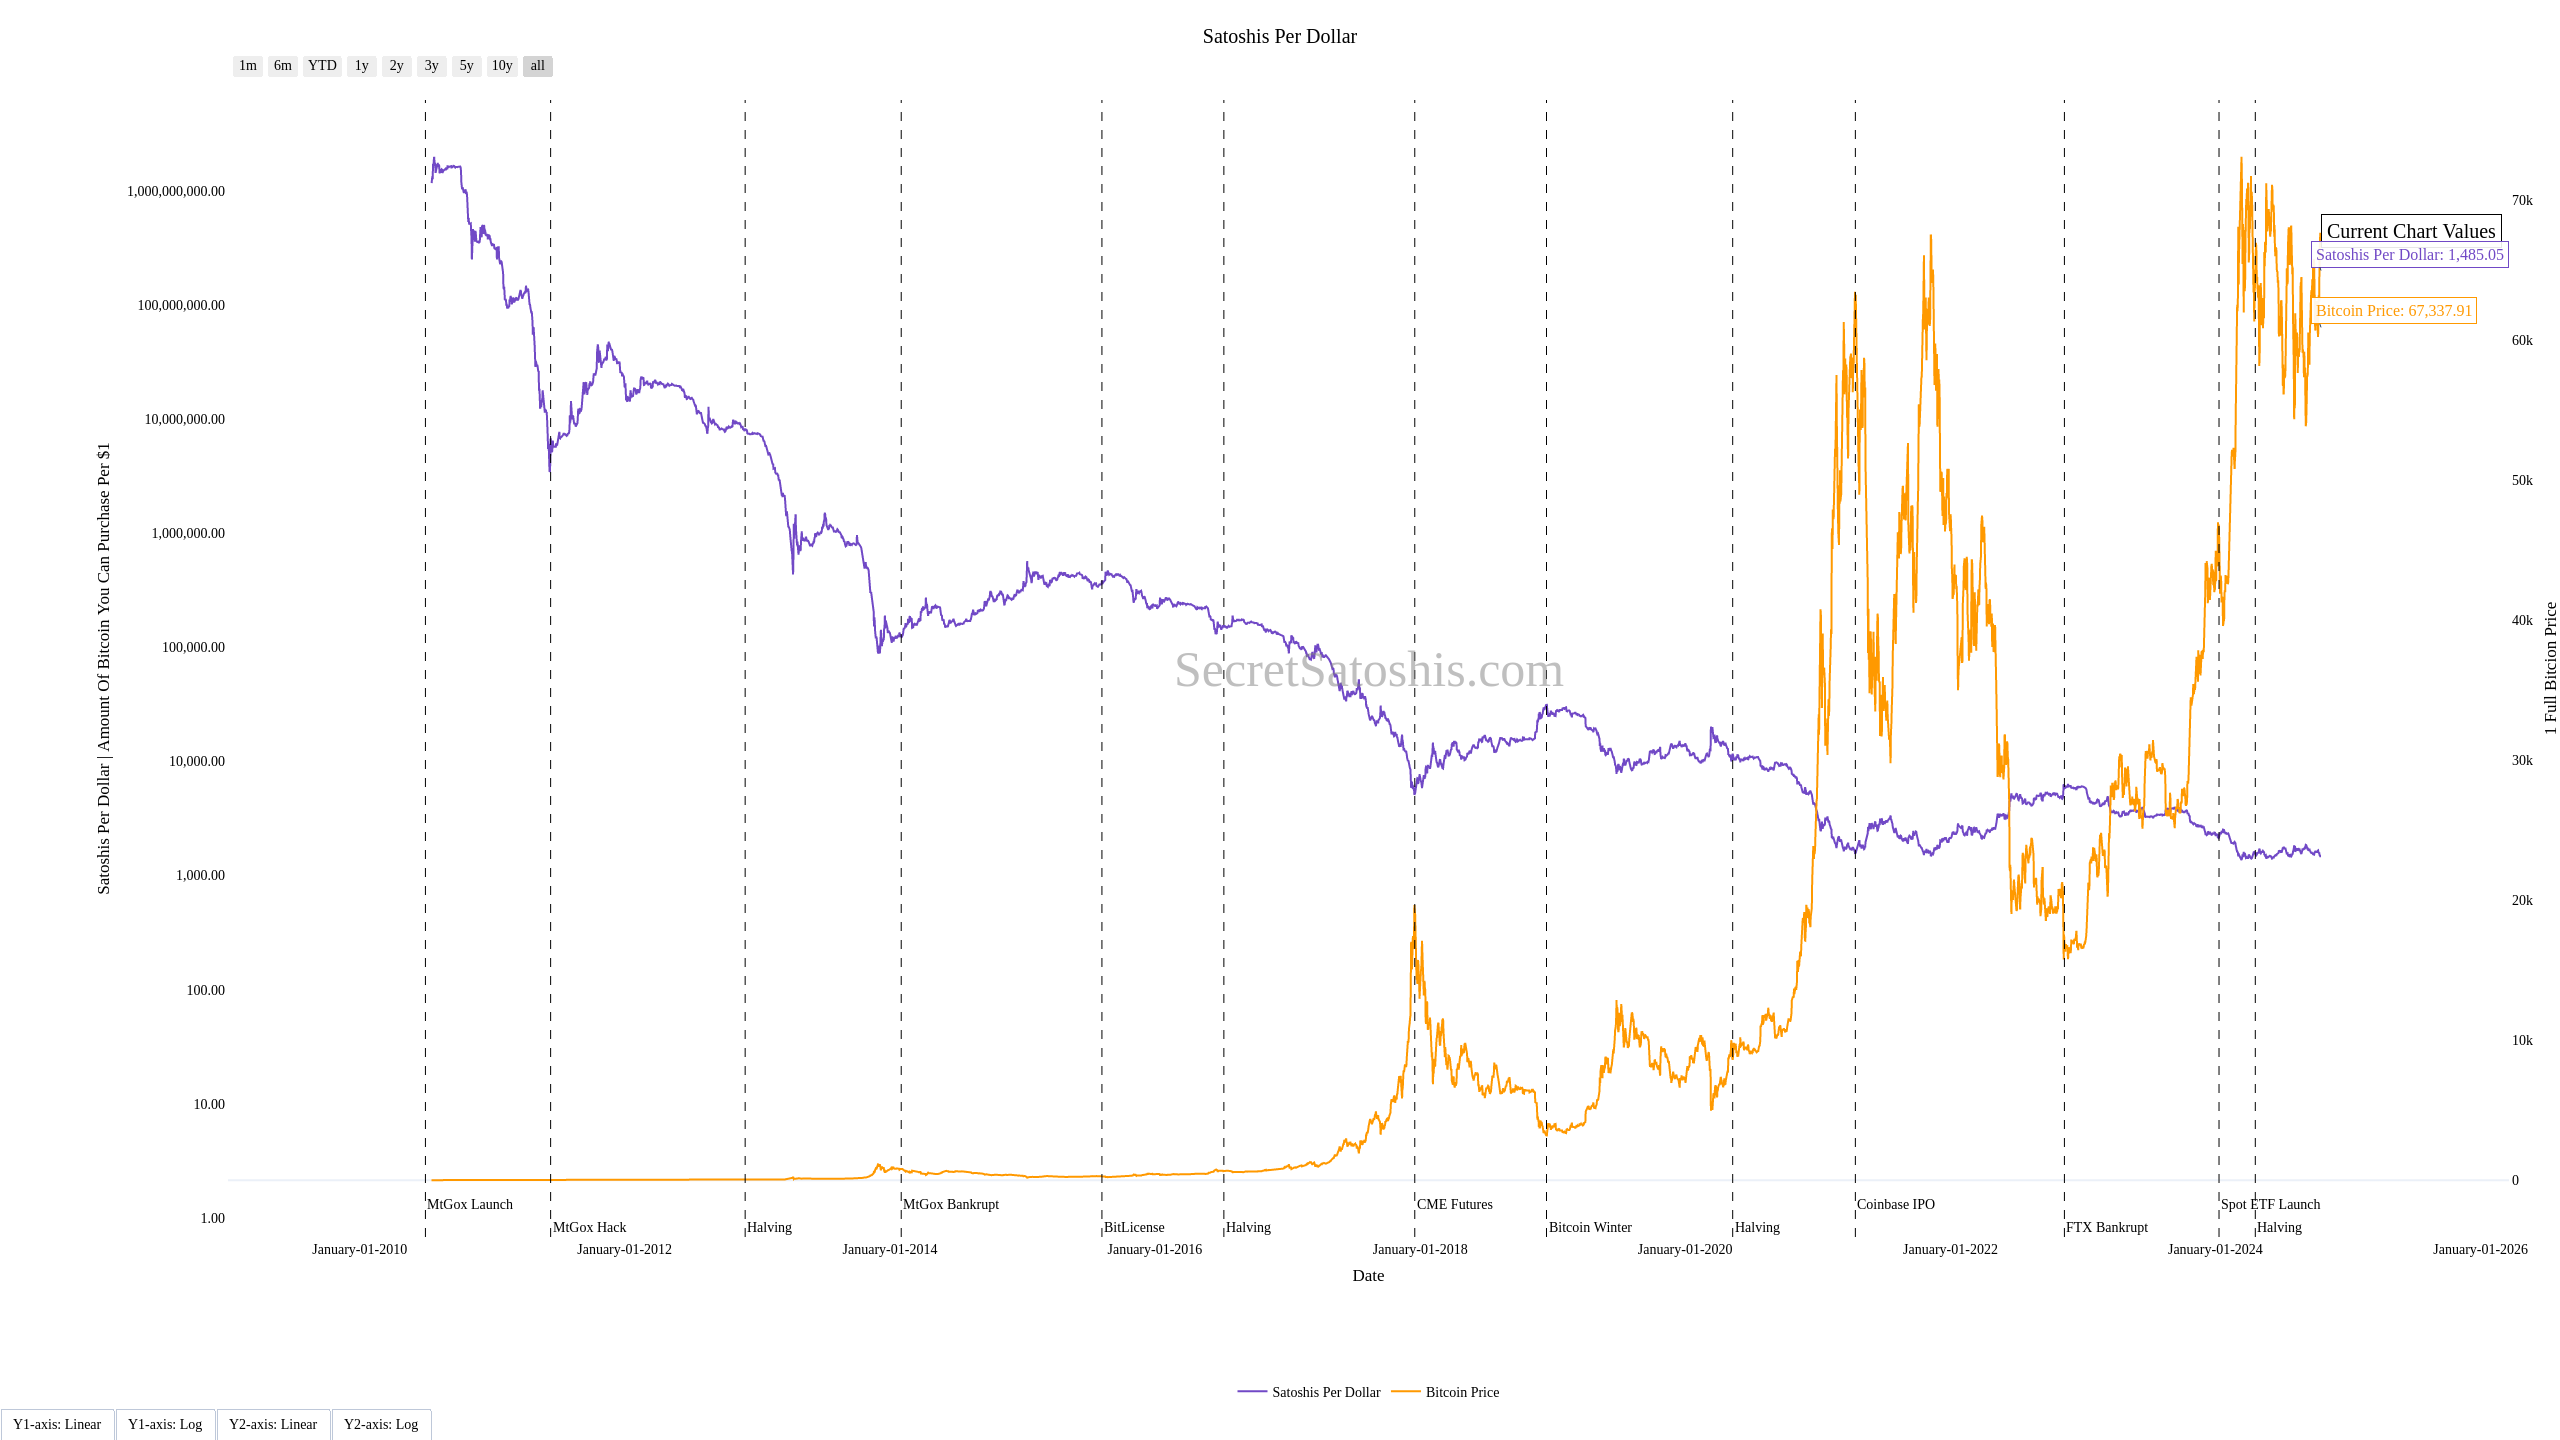 Satoshis Per Dollar
1m 6m YTD 1y 2y 3y 5y 10y all
1,000,000,000.00
100,000,000.00
10,000,000.00
1,000,000.00
100,000.00
10,000.00
1,000.00
100.00
10.00
1.00
Satoshis Per Dollar | Amount Of Bitcoin You Can Purchase Per $1
70k
60k
50k
40k
30k
20k
10k
0
1 Full Bitcion Price
Current Chart Values
Satoshis Per Dollar: 1,485.05
Bitcoin Price: 67,337.91
SecretSatoshis.com
MtGox Launch
MtGox Hack
Halving
MtGox Bankrupt
BitLicense
Halving
CME Futures
Bitcoin Winter
Halving
Coinbase IPO
FTX Bankrupt
Spot ETF Launch
Halving
January-01-2010 January-01-2012 January-01-2014 January-01-2016 January-01-2018 January-01-2020 January-01-2022 January-01-2024 January-01-2026
Date
Satoshis Per Dollar Bitcoin Price
Y1-axis: Linear Y1-axis: Log Y2-axis: Linear Y2-axis: Log